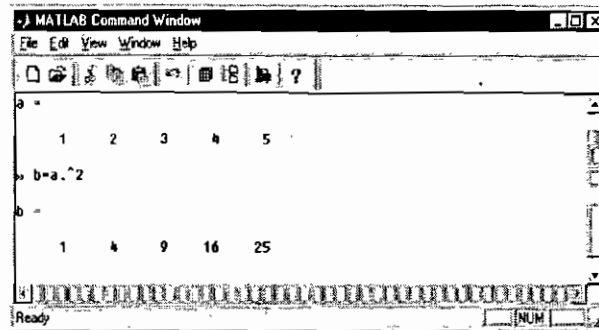 MATLAB Command Window
File Edit View Window Help
?
a =
1 2 3 4 5
» b=a.^2
b =
1 4 9 16 25
Ready NUM